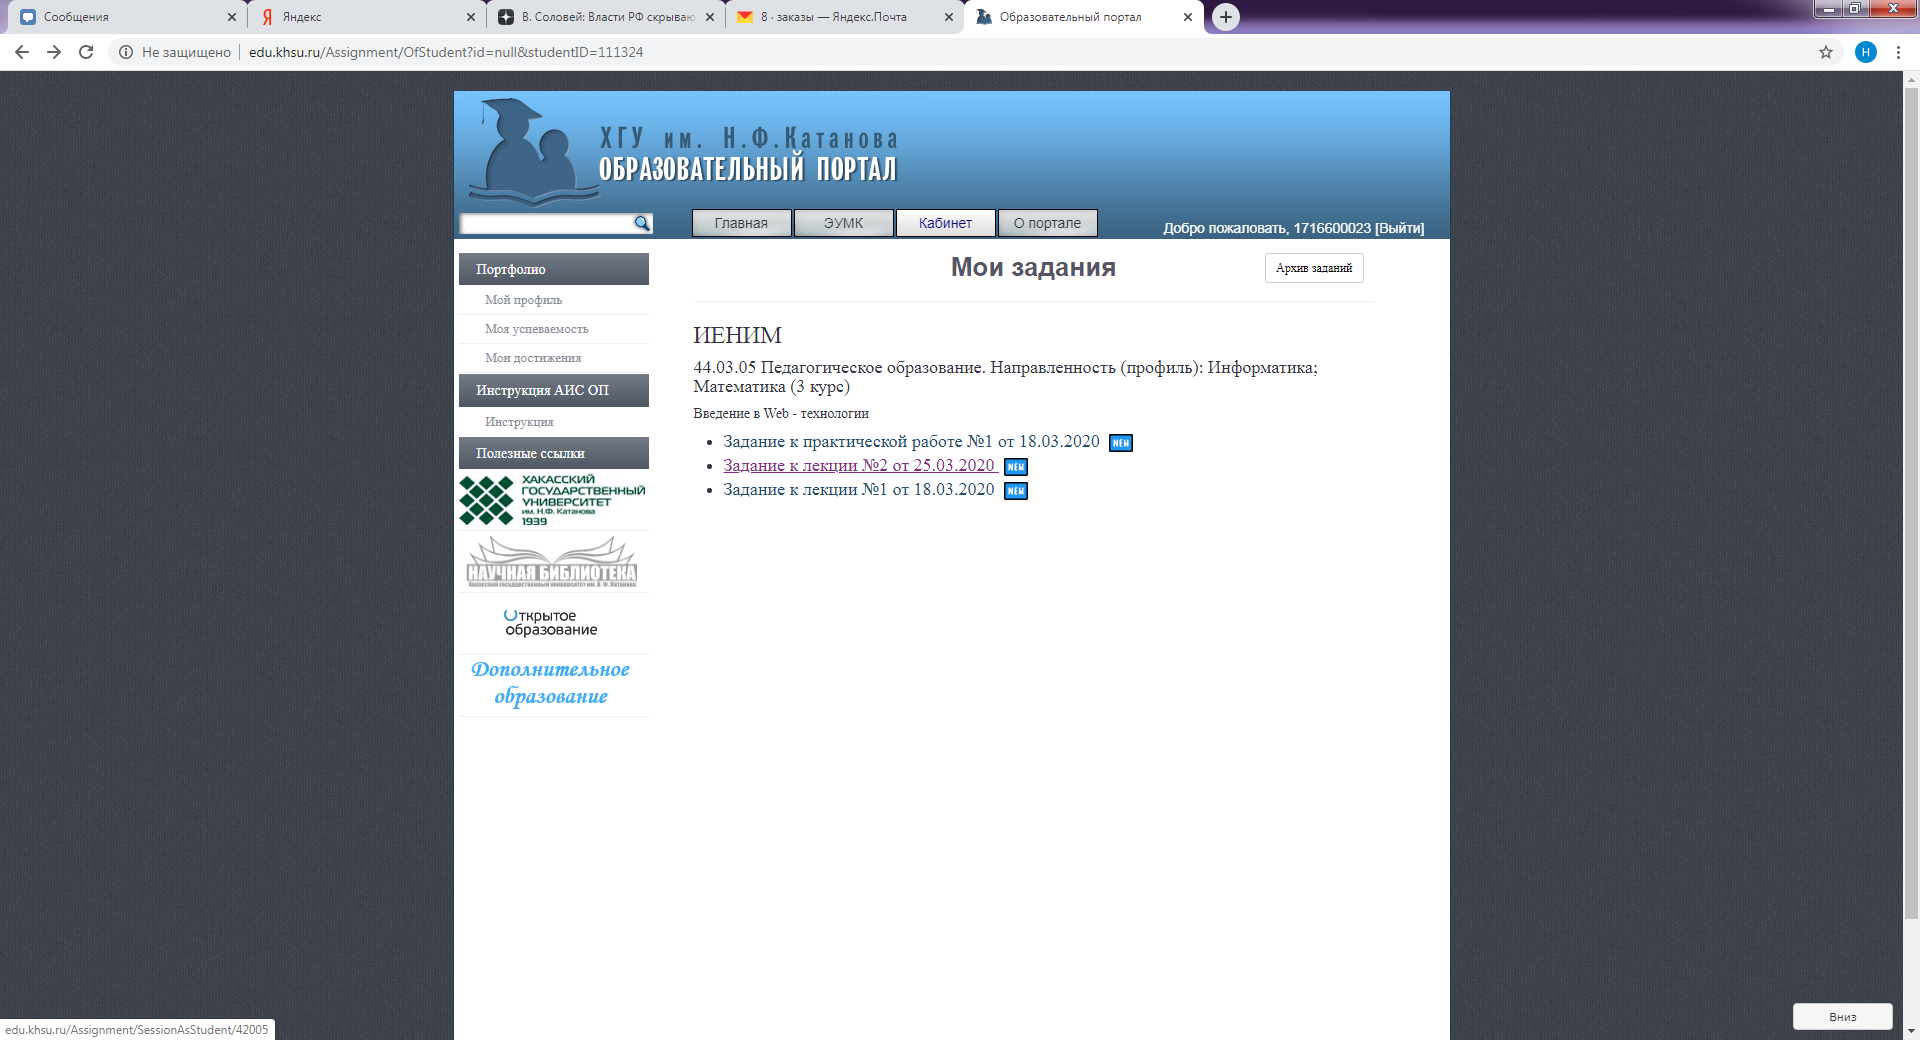 Сообщения
Яндекс
В. Соловей: Власти РФ скрываю
8 · заказы — Яндекс.Почта
Образовательный портал
Не защищено
edu.khsu.ru/Assignment/OfStudent?id=null&studentID=111324
Н
ХГУ им. Н.Ф.Катанова
ОБРАЗОВАТЕЛЬНЫЙ ПОРТАЛ
Главная
ЭУМК
Кабинет
О портале
Добро пожаловать, 1716600023 [Выйти]
Портфолио
Мой профиль
Моя успеваемость
Мои достижения
Инструкция АИС ОП
Инструкция
Полезные ссылки
ХАКАССКИЙ
ГОСУДАРСТВЕННЫЙ
УНИВЕРСИТЕТ
им. Н.Ф. Катанова
1939
НАУЧНАЯ БИБЛИОТЕКА
Хакасский государственный университет им. Н. Ф. Катанова
Открытое
образование
Дополнительное
образование
Мои задания
Архив заданий
ИЕНИМ
44.03.05 Педагогическое образование. Направленность (профиль): Информатика;
Математика (3 курс)
Введение в Web - технологии
Задание к практической работе №1 от 18.03.2020 NEW
Задание к лекции №2 от 25.03.2020 NEW
Задание к лекции №1 от 18.03.2020 NEW
Вниз
edu.khsu.ru/Assignment/SessionAsStudent/42005